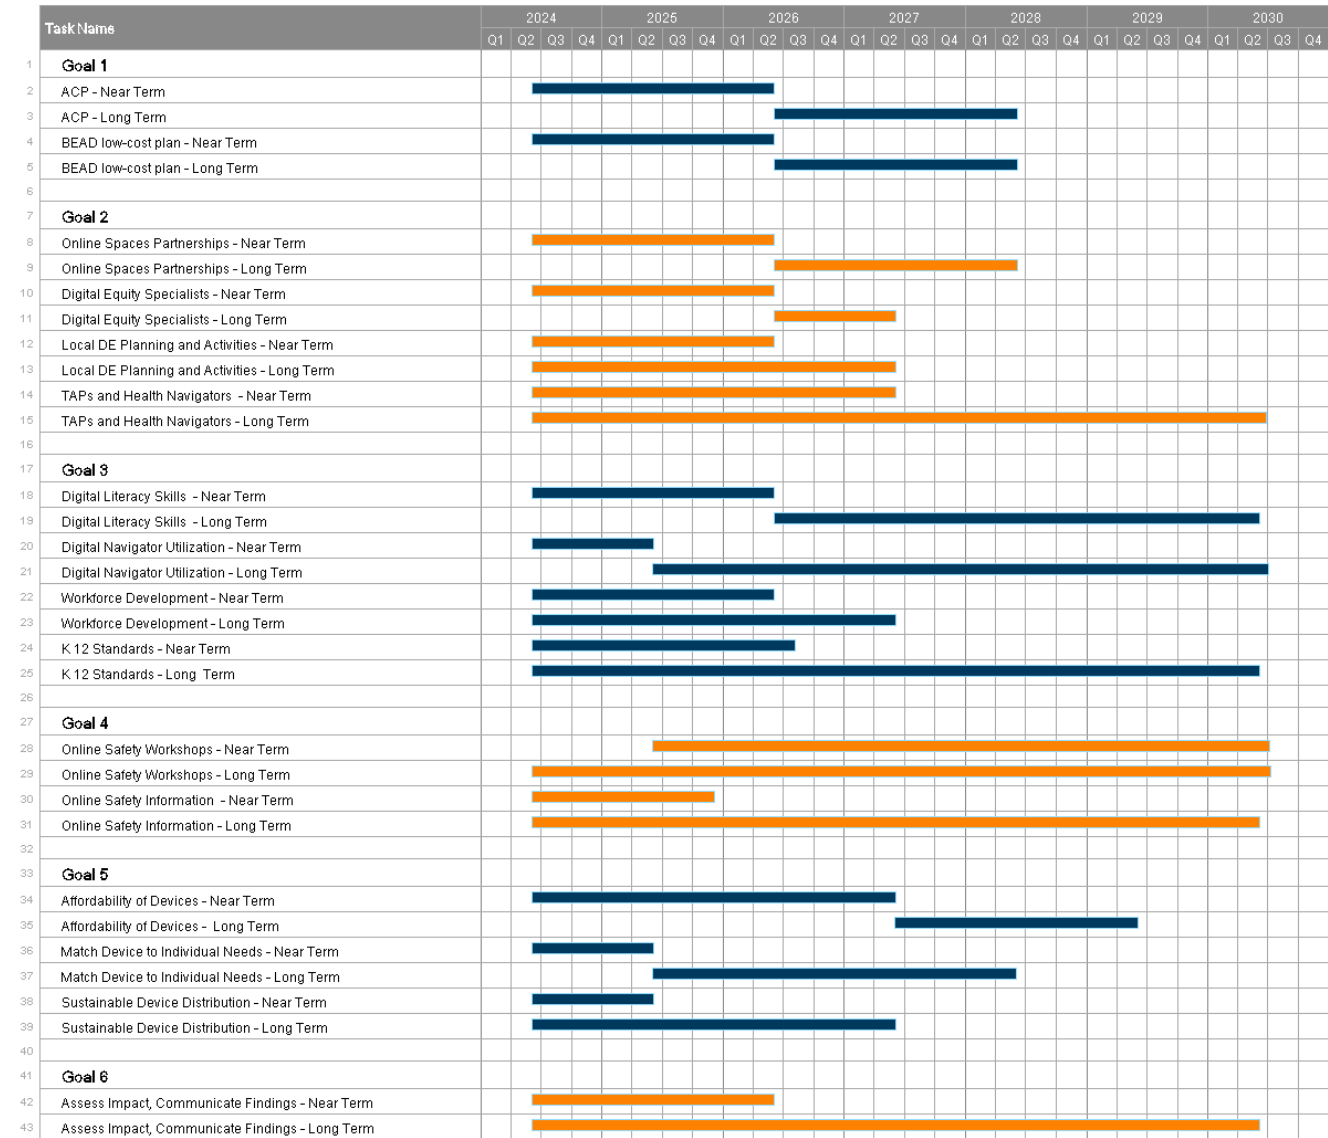 Task Name 2024 2025 2026 2027 2028 2029 2030
Q1 Q2 Q3 Q4 Q1 Q2 Q3 Q4 Q1 Q2 Q3 Q4 Q1 Q2 Q3 Q4 Q1 Q2 Q3 Q4 Q1 Q2 Q3 Q4 Q1 Q2 Q3 Q4
1 Goal 1
2 ACP - Near Term
3 ACP - Long Term
4 BEAD low-cost plan - Near Term
5 BEAD low-cost plan - Long Term
6
7 Goal 2
8 Online Spaces Partnerships - Near Term
9 Online Spaces Partnerships - Long Term
10 Digital Equity Specialists - Near Term
11 Digital Equity Specialists - Long Term
12 Local DE Planning and Activities - Near Term
13 Local DE Planning and Activities - Long Term
14 TAPs and Health Navigators - Near Term
15 TAPs and Health Navigators - Long Term
16
17 Goal 3
18 Digital Literacy Skills - Near Term
19 Digital Literacy Skills - Long Term
20 Digital Navigator Utilization - Near Term
21 Digital Navigator Utilization - Long Term
22 Workforce Development - Near Term
23 Workforce Development - Long Term
24 K 12 Standards - Near Term
25 K 12 Standards - Long Term
26
27 Goal 4
28 Online Safety Workshops - Near Term
29 Online Safety Workshops - Long Term
30 Online Safety Information - Near Term
31 Online Safety Information - Long Term
32
33 Goal 5
34 Affordability of Devices - Near Term
35 Affordability of Devices - Long Term
36 Match Device to Individual Needs - Near Term
37 Match Device to Individual Needs - Long Term
38 Sustainable Device Distribution - Near Term
39 Sustainable Device Distribution - Long Term
40
41 Goal 6
42 Assess Impact, Communicate Findings - Near Term
43 Assess Impact, Communicate Findings - Long Term